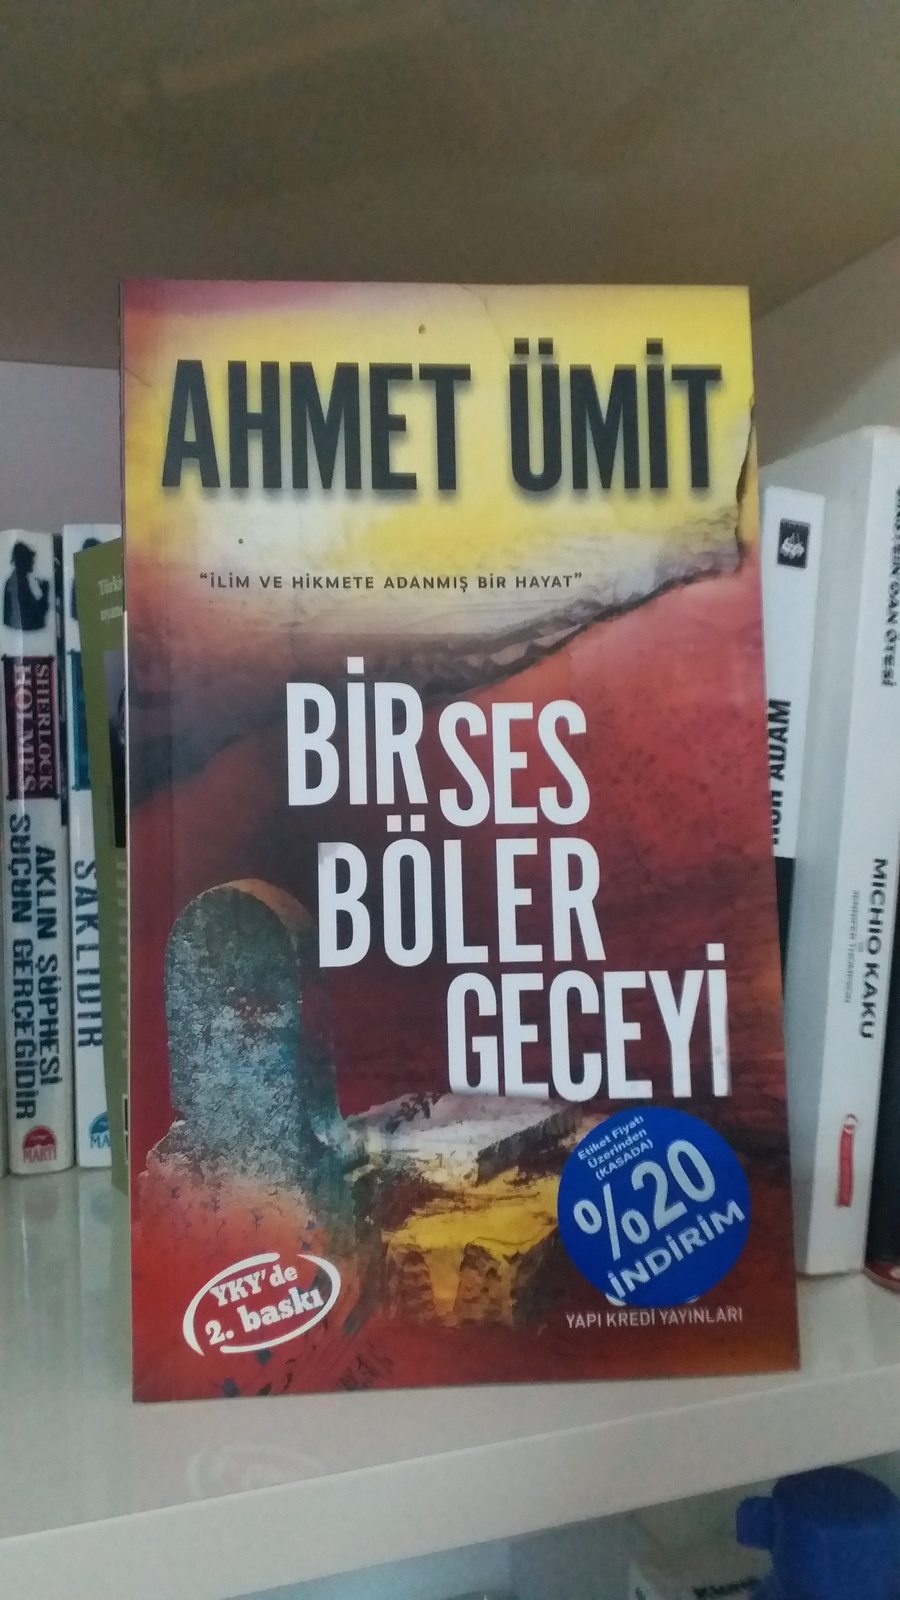 AHMET ÜMİT
"İLİM VE HİKMETE ADANMIŞ BİR HAYAT"
BİR SES
BÖLER
GECEYİ
Etiket Fiyatı
Üzerinden
(KASADA)
%20
İNDİRİM
YKY'de
2. baskı
YAPI KREDİ YAYINLARI
SHERLOCK
HOLMES
AKLIN ŞÜPHESİ
SUÇUN GERÇEĞİDİR
MARTI
SAKLIDIR
ADAM
MICHIO KAKU